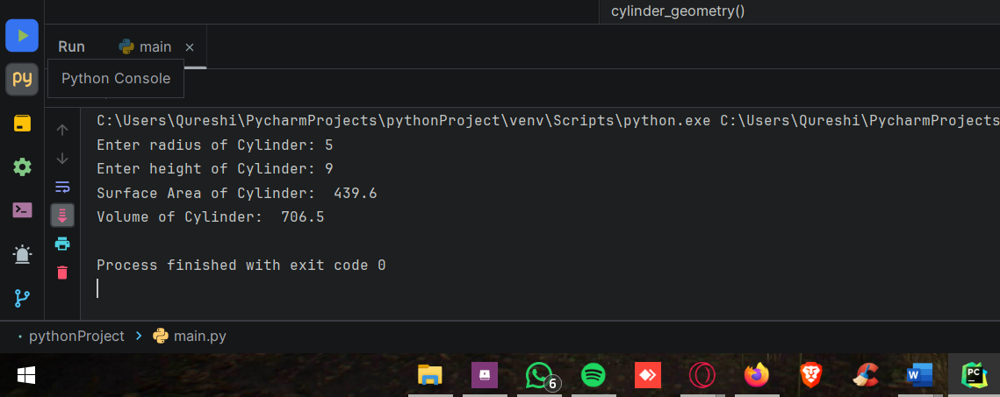 cylinder_geometry()
Run main ×
py
Python Console
C:\Users\Qureshi\PycharmProjects\pythonProject\venv\Scripts\python.exe C:\Users\Qureshi\PycharmProjects
Enter radius of Cylinder: 5
Enter height of Cylinder: 9
Surface Area of Cylinder:  439.6
Volume of Cylinder:  706.5
Process finished with exit code 0
pythonProject > main.py
6
W
PC